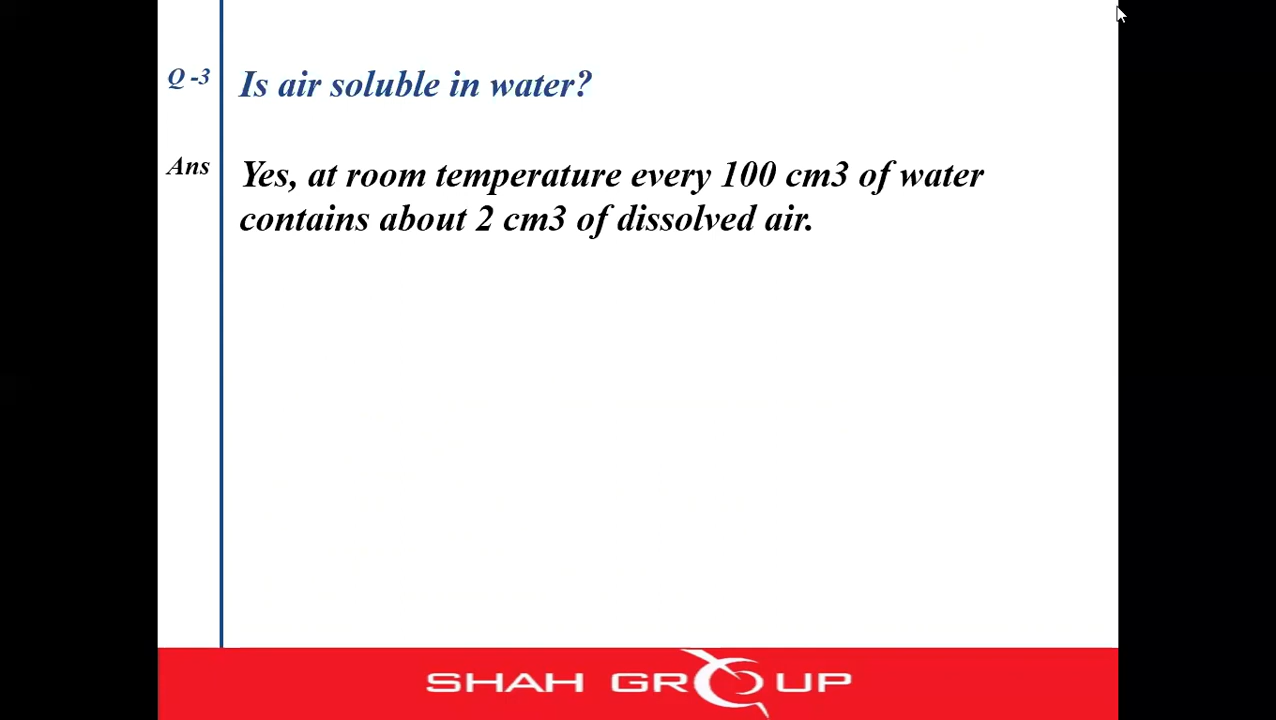 Q -3
Is air soluble in water?
Ans
Yes, at room temperature every 100 cm3 of water
contains about 2 cm3 of dissolved air.
SHAH GROUP